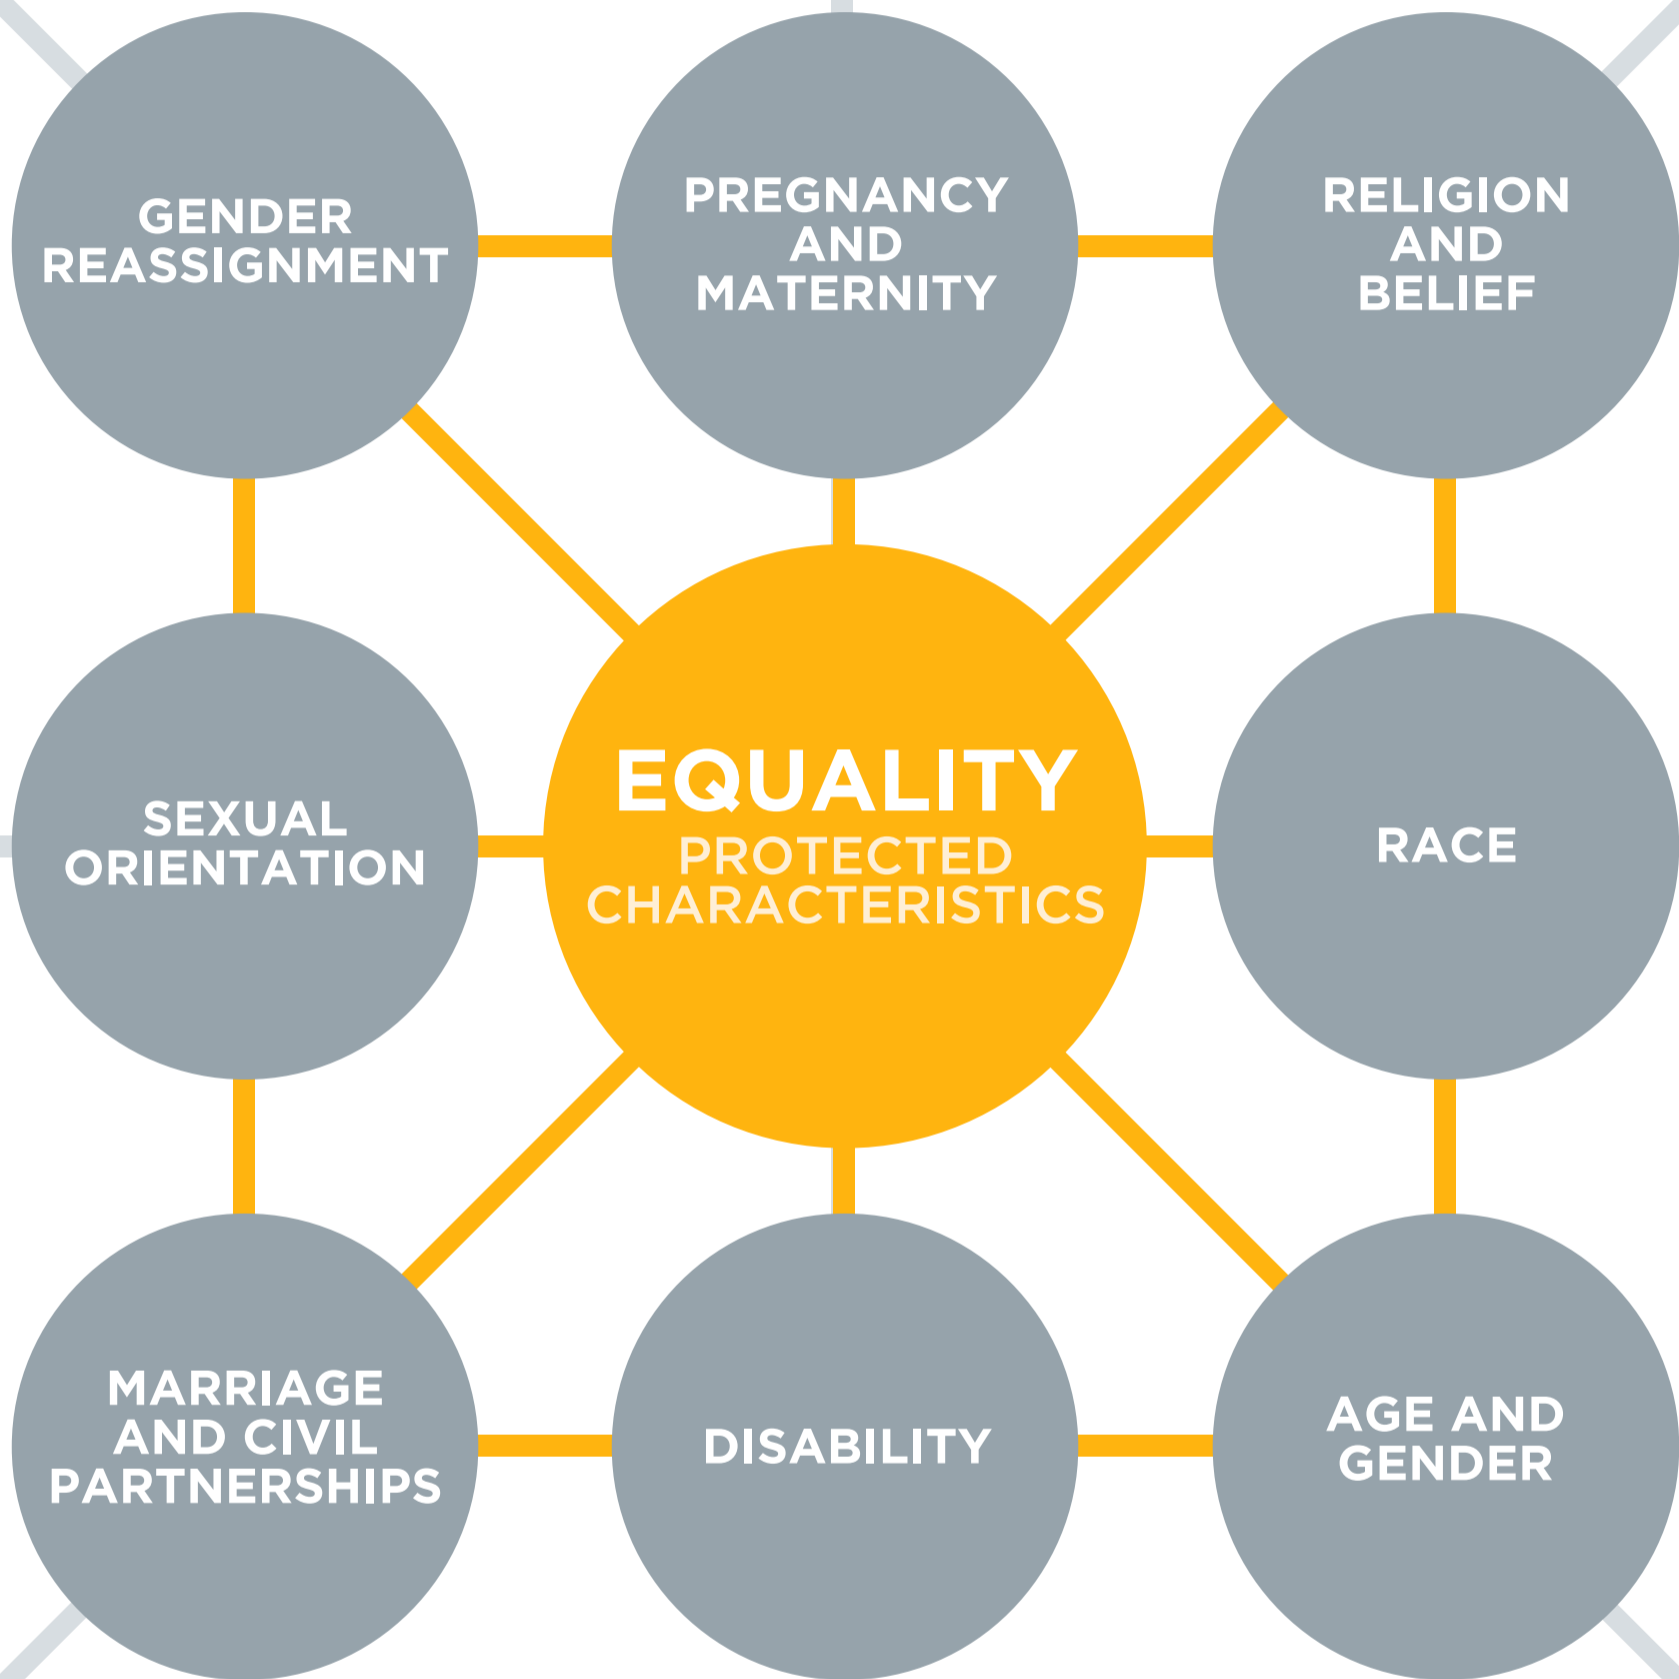 GENDER
REASSIGNMENT
PREGNANCY
AND
MATERNITY
RELIGION
AND
BELIEF
SEXUAL
ORIENTATION
EQUALITY
PROTECTED
CHARACTERISTICS
RACE
MARRIAGE
AND CIVIL
PARTNERSHIPS
DISABILITY
AGE AND
GENDER